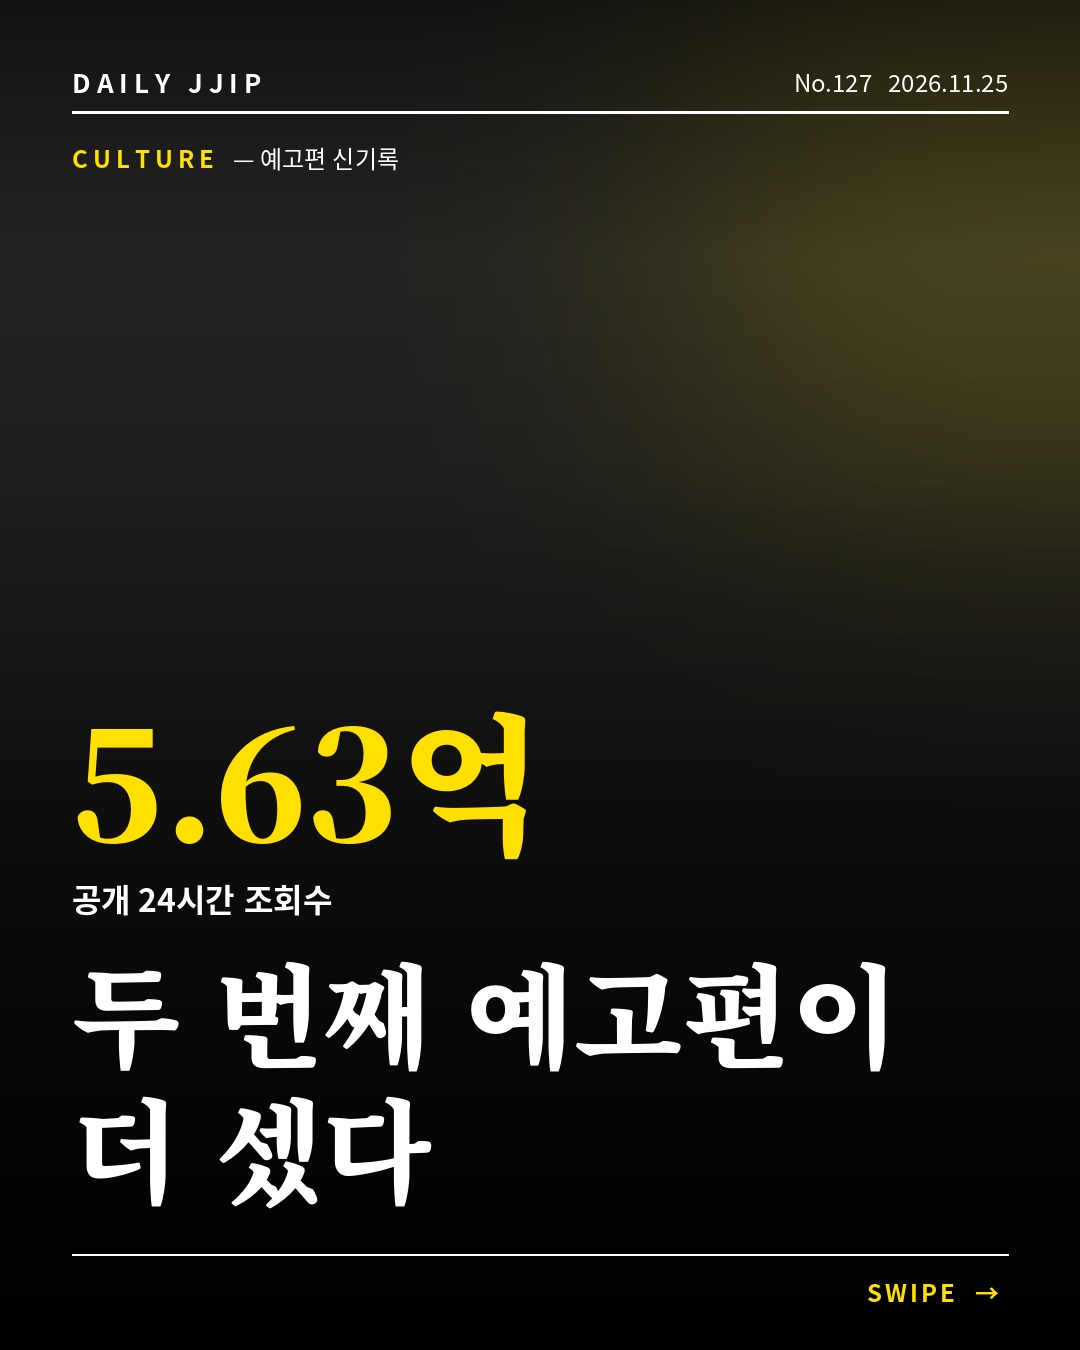 DAILY JJIP
No.127 2026.11.25
CULTURE — 예고편 신기록
5.63억
공개 24시간 조회수
두 번째 예고편이
더 셌다
SWIPE →